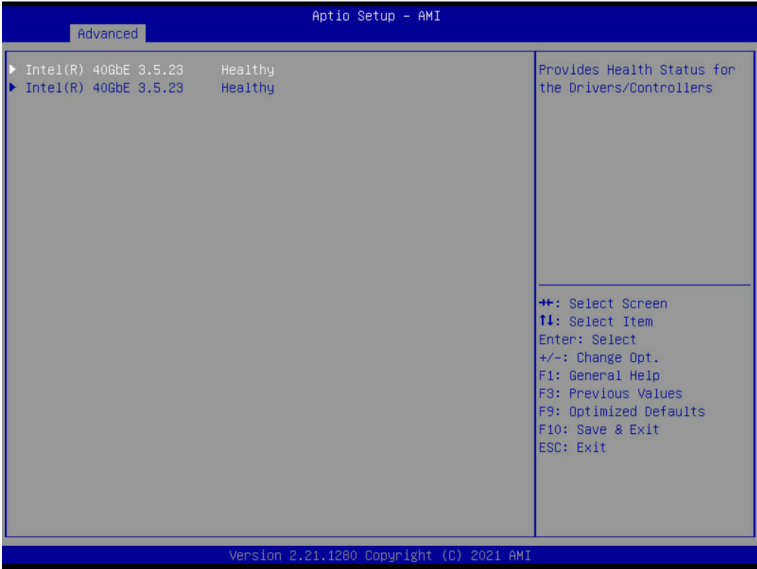 Aptio Setup – AMI
Advanced
▶ Intel(R) 40GbE 3.5.23 Healthy
▶ Intel(R) 40GbE 3.5.23 Healthy
Provides Health Status for
the Drivers/Controllers
→←: Select Screen
↑↓: Select Item
Enter: Select
+/-: Change Opt.
F1: General Help
F3: Previous Values
F9: Optimized Defaults
F10: Save & Exit
ESC: Exit
Version 2.21.1280 Copyright (C) 2021 AMI